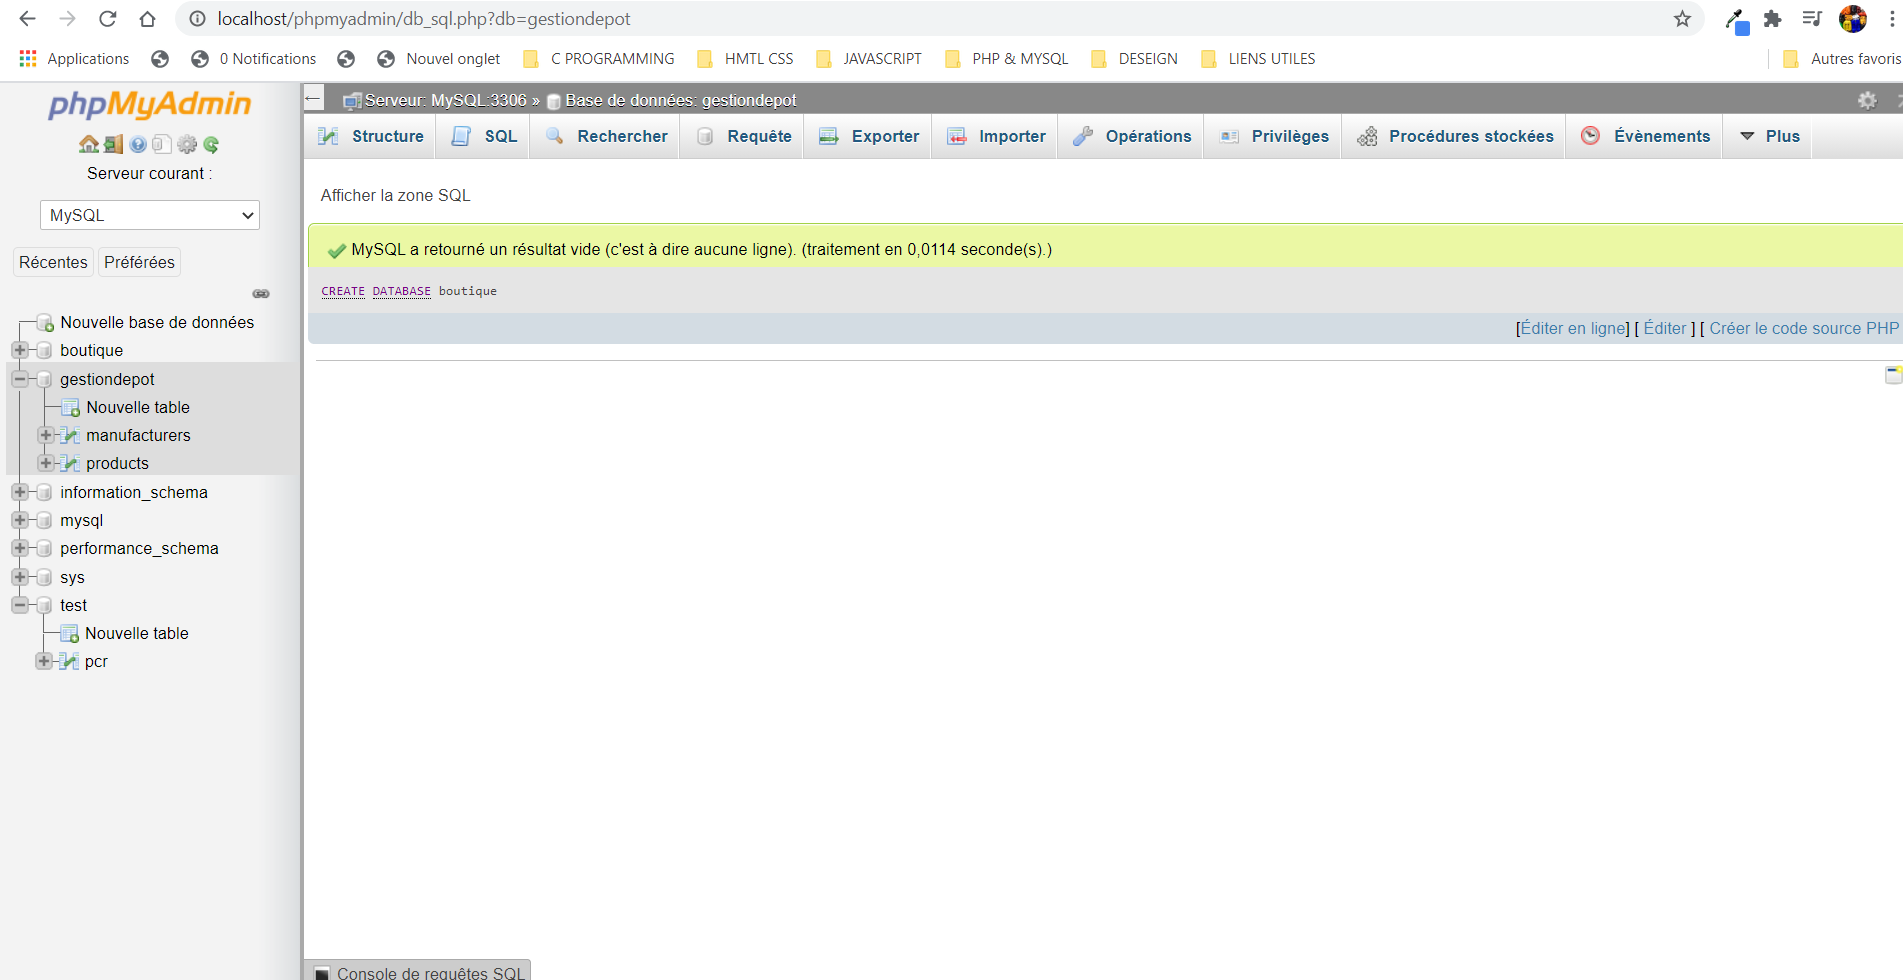 localhost/phpmyadmin/db_sql.php?db=gestiondepot
Applications
0 Notifications
Nouvel onglet
C PROGRAMMING
HMTL CSS
JAVASCRIPT
PHP & MYSQL
DESEIGN
LIENS UTILES
Autres favoris
phpMyAdmin
Serveur courant :
MySQL
Récentes
Préférées
Nouvelle base de données
boutique
gestiondepot
Nouvelle table
manufacturers
products
information_schema
mysql
performance_schema
sys
test
Nouvelle table
pcr
Serveur: MySQL:3306 » Base de données: gestiondepot
Structure
SQL
Rechercher
Requête
Exporter
Importer
Opérations
Privilèges
Procédures stockées
Évènements
Plus
Afficher la zone SQL
MySQL a retourné un résultat vide (c'est à dire aucune ligne). (traitement en 0,0114 seconde(s).)
CREATE DATABASE boutique
[Éditer en ligne] [ Éditer ] [ Créer le code source PHP
Console de requêtes SQL